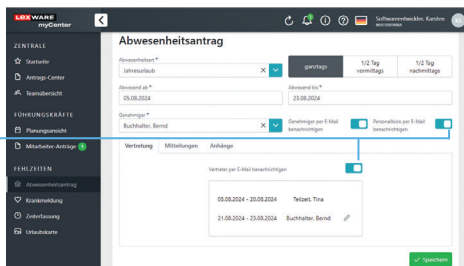 LEXWARE
myCenter
Softwareentwickler, Karsten
ZENTRALE
Startseite
Antrags-Center
Teamübersicht
FÜHRUNGSKRÄFTE
Planungsansicht
Mitarbeiter-Anträge 1
FEHLZEITEN
Abwesenheitsantrag
Krankmeldung
Zeiterfassung
Urlaubskarte
Abwesenheitsantrag
Abwesenheitsart *
Jahresurlaub
ganztags
1/2 Tag
vormittags
1/2 Tag
nachmittags
Abwesend ab *
05.08.2024
Abwesend bis *
23.08.2024
Genehmiger *
Buchhalter, Bernd
Genehmiger per E-Mail
benachrichtigen
Personalbüro per E-Mail
benachrichtigen
Vertretung Mitteilungen Anhänge
Vertreter per E-Mail benachrichtigen
05.08.2024 - 20.08.2024 Teilzeit, Tina
21.08.2024 - 23.08.2024 Buchhalter, Bernd
Speichern